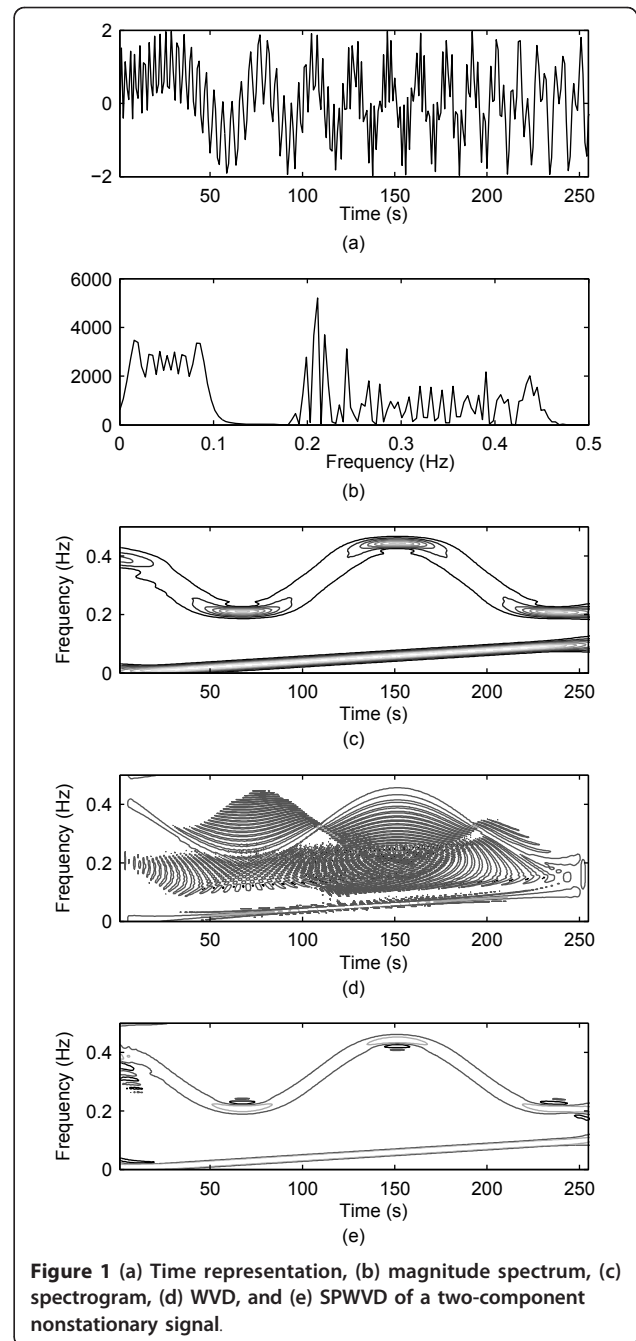 2
0
−2
50 100 150 200 250
Time (s)
(a)
6000
4000
2000
0
0 0.1 0.2 0.3 0.4 0.5
Frequency (Hz)
(b)
Frequency (Hz)
0.4
0.2
0
50 100 150 200 250
Time (s)
(c)
Frequency (Hz)
0.4
0.2
0
50 100 150 200 250
Time (s)
(d)
Frequency (Hz)
0.4
0.2
0
50 100 150 200 250
Time (s)
(e)
Figure 1 (a) Time representation, (b) magnitude spectrum, (c)
spectrogram, (d) WVD, and (e) SPWVD of a two-component
nonstationary signal.